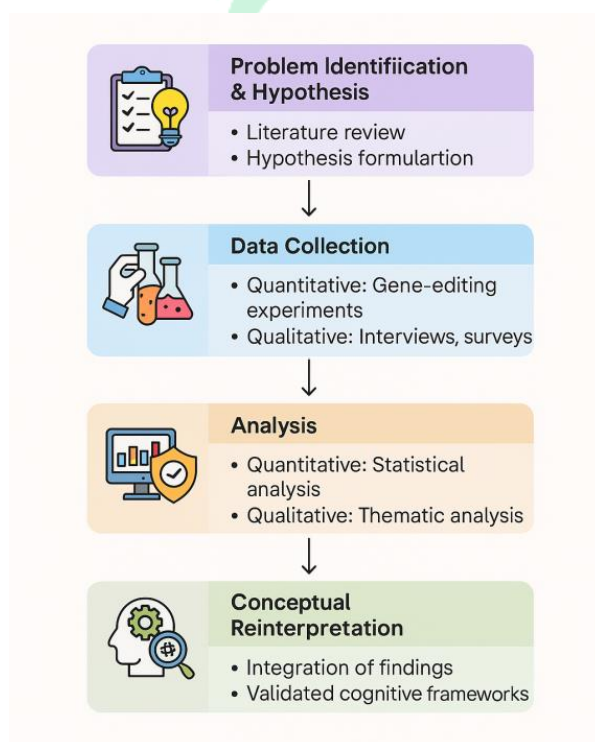 Problem Identifiication
& Hypothesis
• Literature review
• Hypothesis formulartion
Data Collection
• Quantitative: Gene-editing
experiments
• Qualitative: Interviews, surveys
Analysis
• Quantitative: Statistical
analysis
• Qualitative: Thematic analysis
Conceptual
Reinterpretation
• Integration of findings
• Validated cognitive frameworks